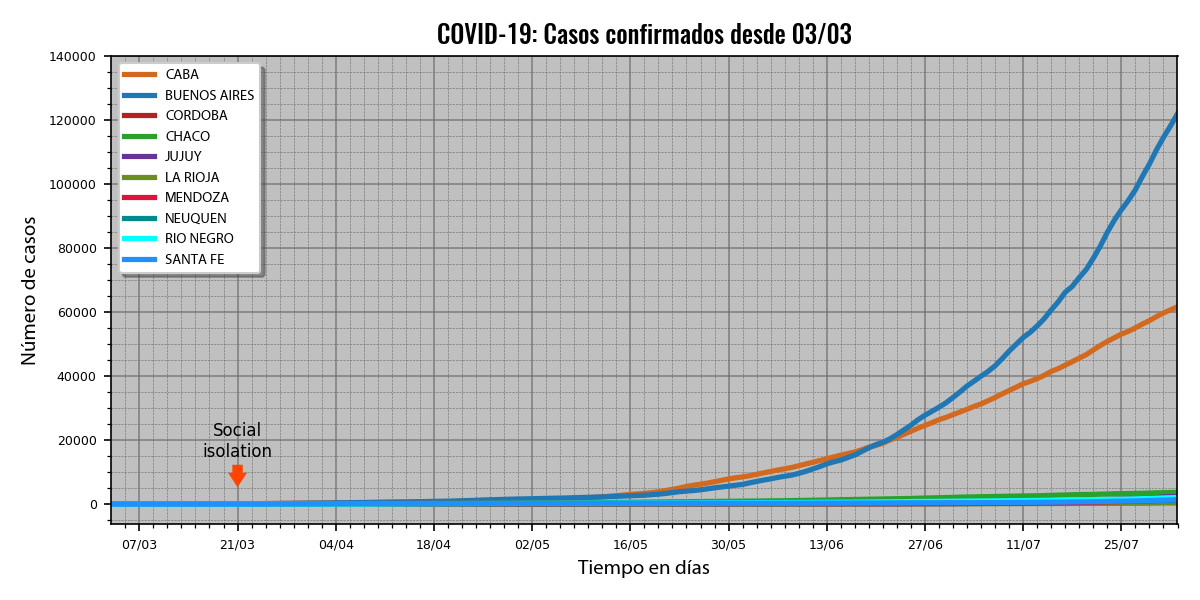 COVID-19: Casos confirmados desde 03/03
140000
120000
100000
80000
60000
40000
20000
0
Número de casos
CABA
BUENOS AIRES
CORDOBA
CHACO
JUJUY
LA RIOJA
MENDOZA
NEUQUEN
RIO NEGRO
SANTA FE
Social
isolation
07/03 21/03 04/04 18/04 02/05 16/05 30/05 13/06 27/06 11/07 25/07
Tiempo en días